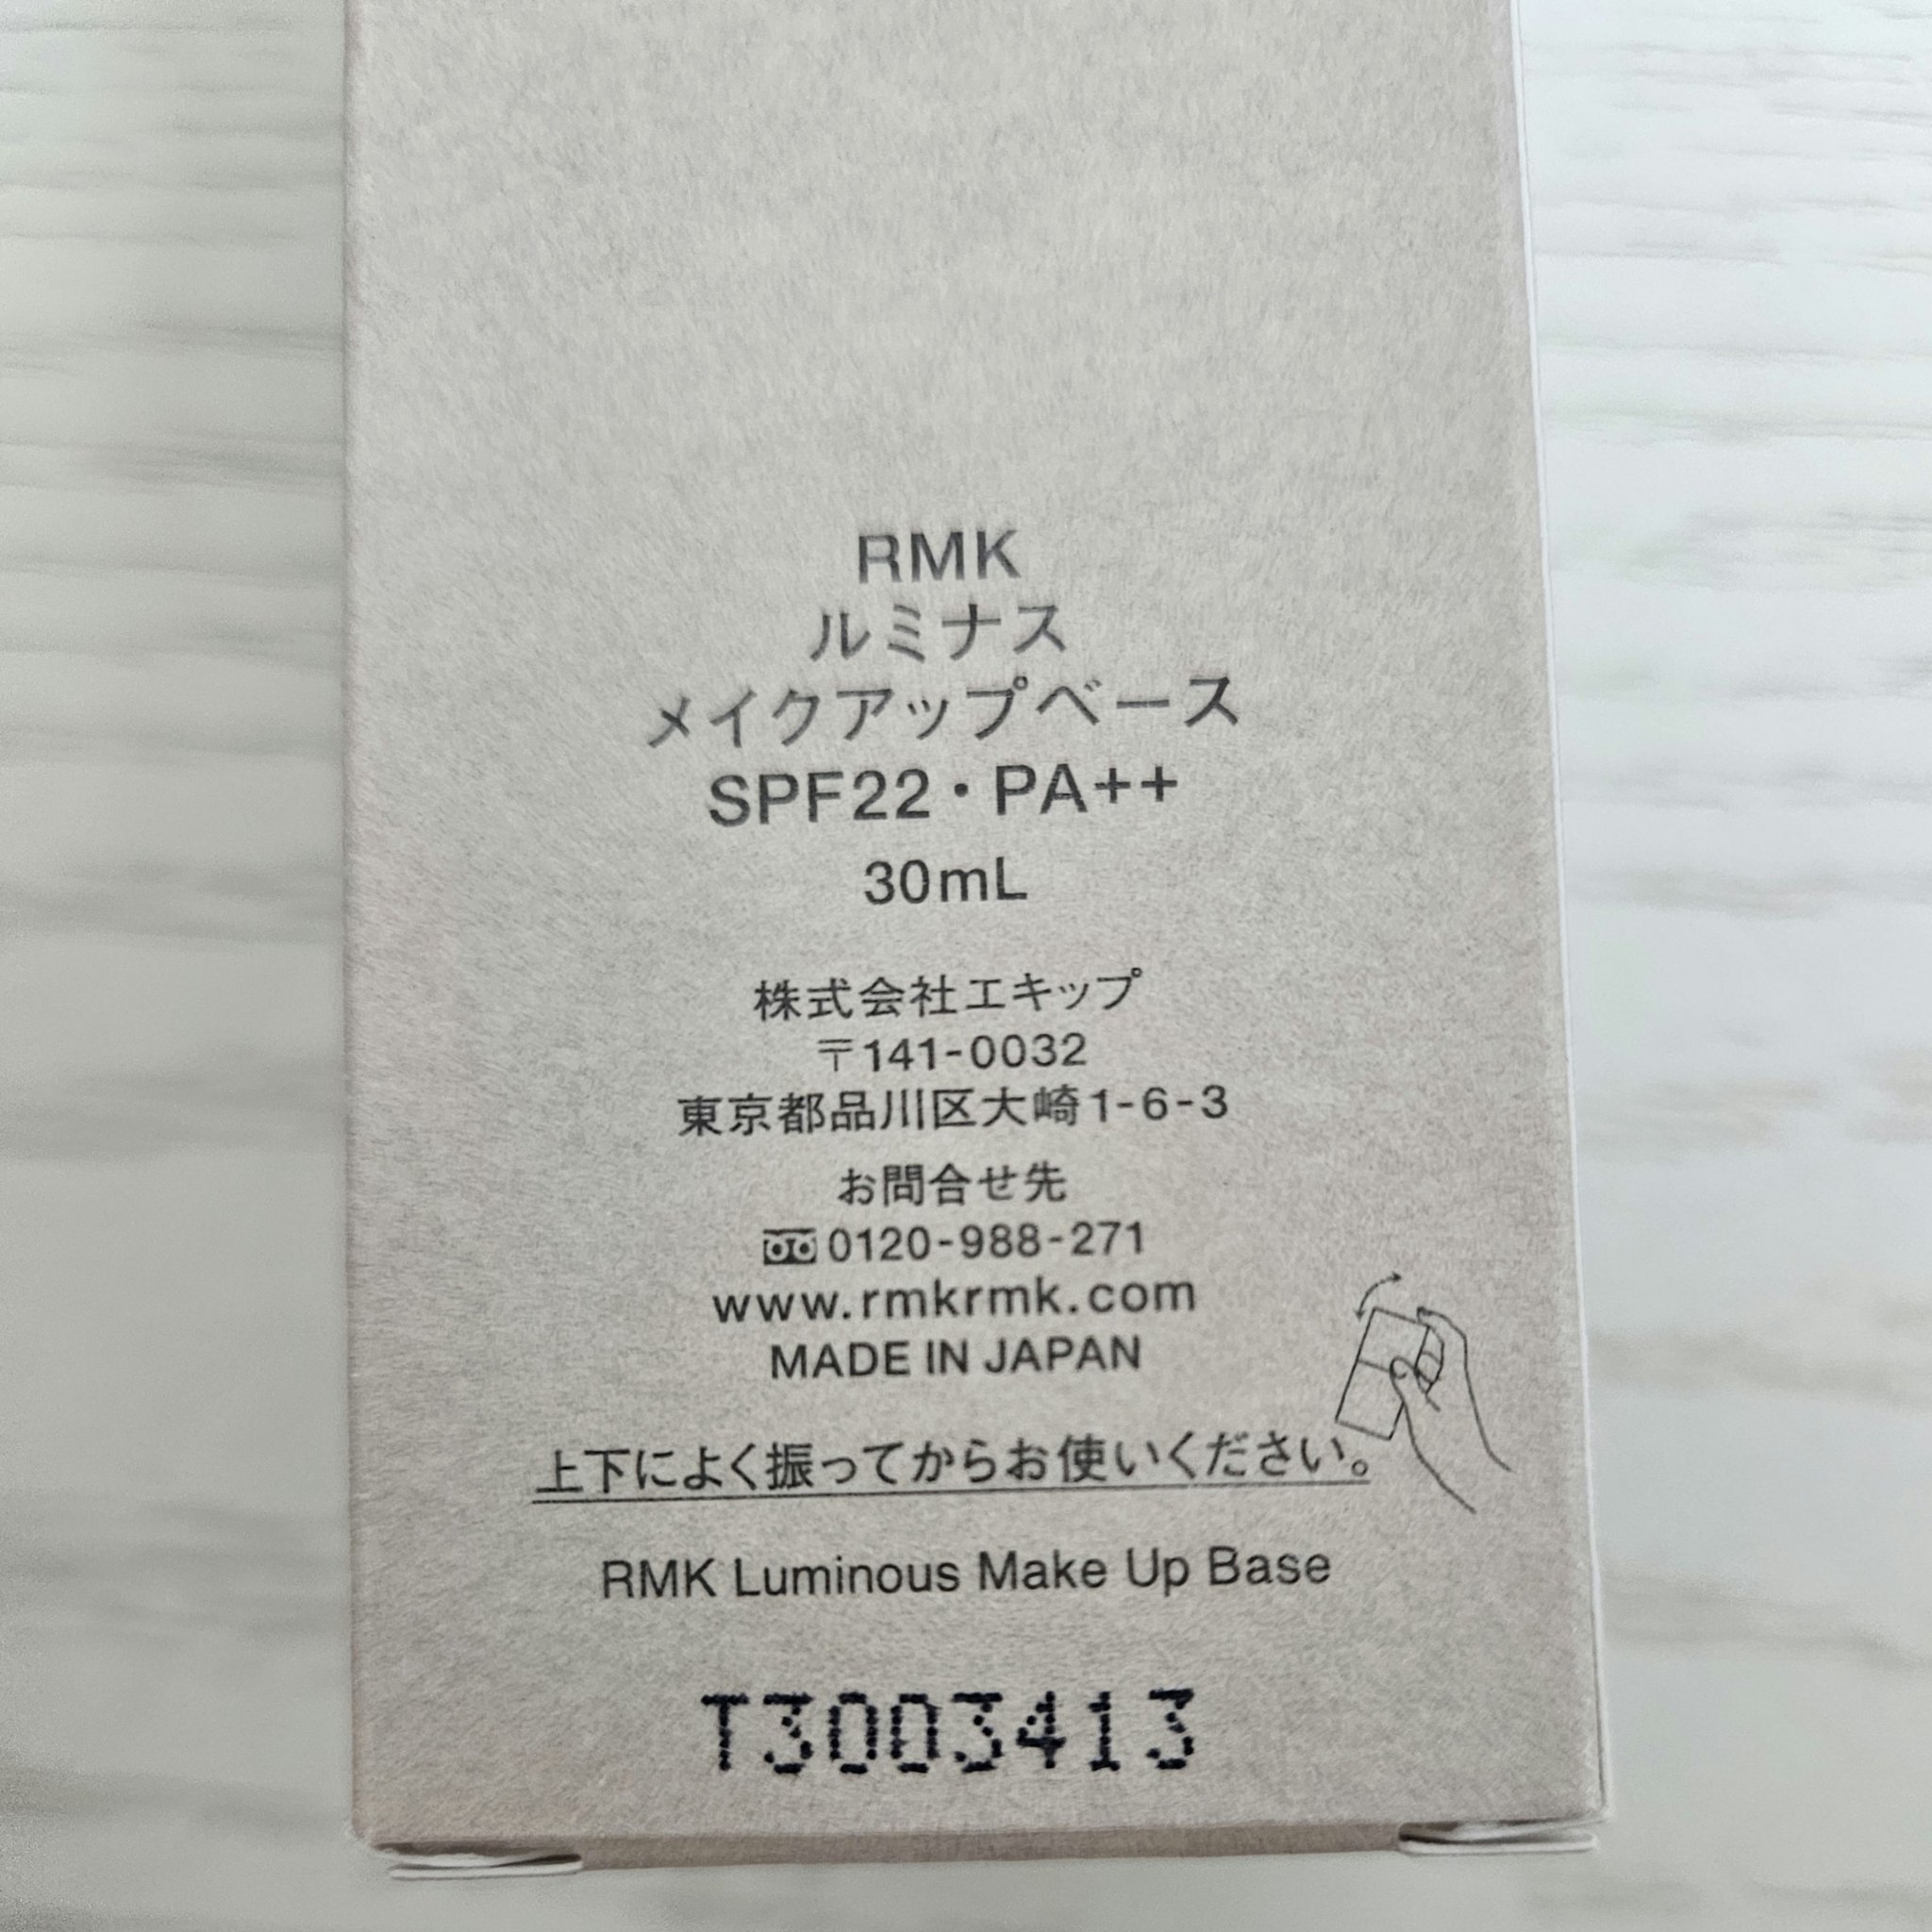 RMK
ルミナス
メイクアップベース
SPF22・PA++
30mL
株式会社エキップ
〒141-0032
東京都品川区大崎1-6-3
お問合せ先
0120-988-271
www.rmkrmk.com
MADE IN JAPAN
上下によく振ってからお使いください。
RMK Luminous Make Up Base
T3003413